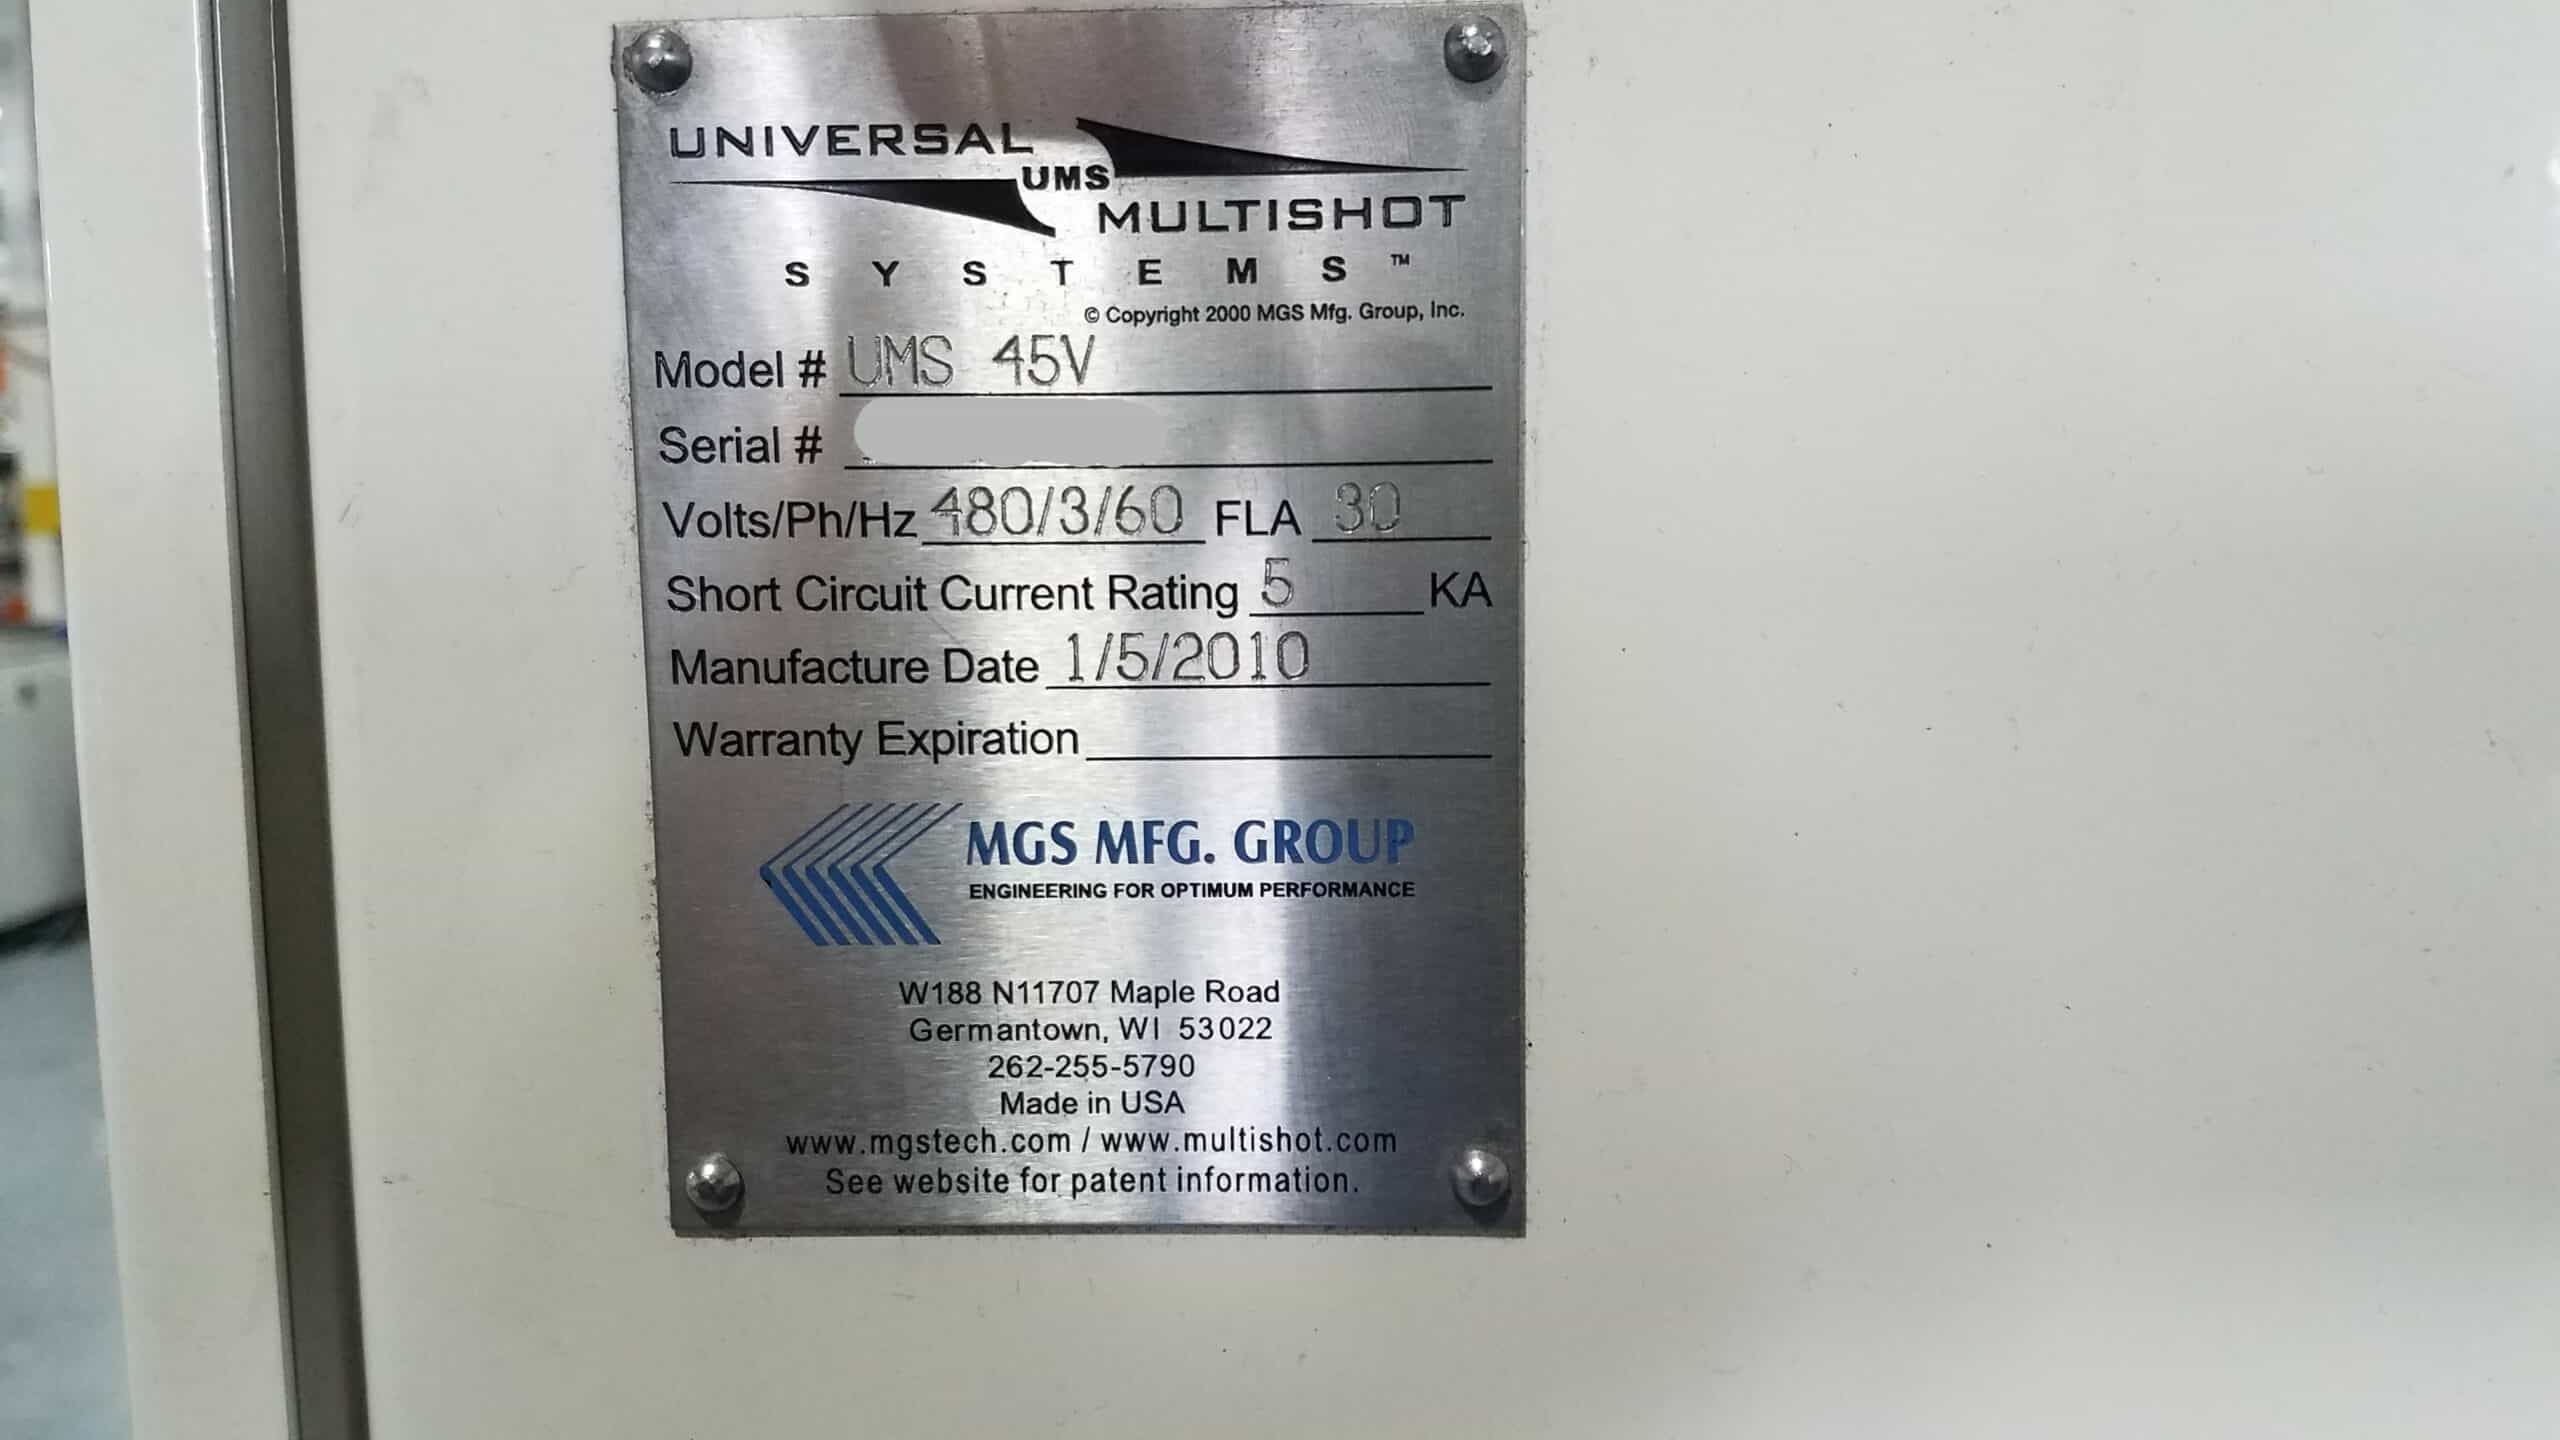 UNIVERSAL
UMS
MULTISHOT
SYSTEMS™
© Copyright 2000 MGS Mfg. Group, Inc.
Model # UMS 45V
Serial #
Volts/Ph/Hz 480/3/60 FLA 30
Short Circuit Current Rating 5 KA
Manufacture Date 1/5/2010
Warranty Expiration
MGS MFG. GROUP
ENGINEERING FOR OPTIMUM PERFORMANCE
W188 N11707 Maple Road
Germantown, WI 53022
262-255-5790
Made in USA
www.mgstech.com / www.multishot.com
See website for patent information.